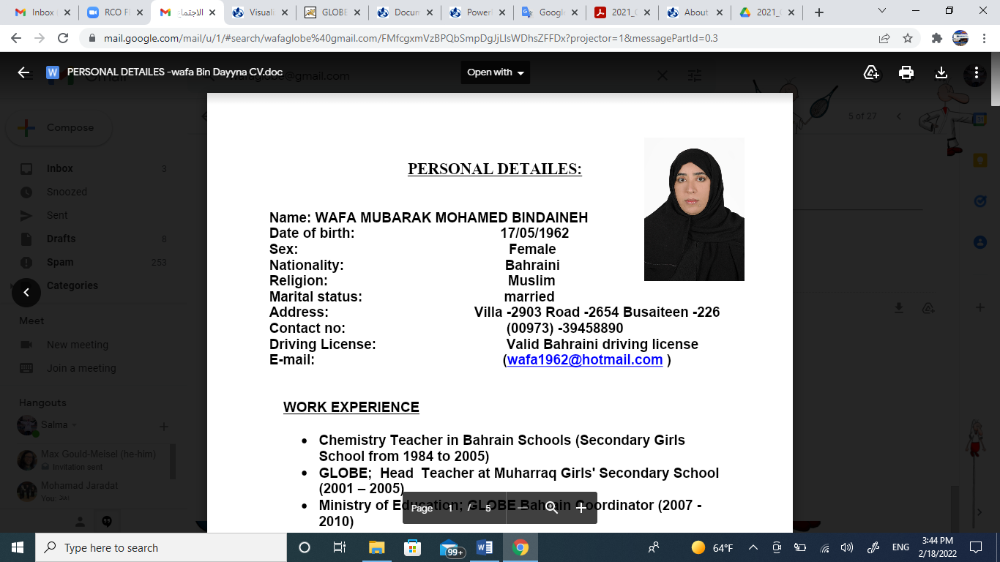 Inbox
RCO F
الاجتماع
Visuali
GLOBE
Docum
Power
Google
2021_
About
2021_
mail.google.com/mail/u/1/#search/wafaglobe%40gmail.com/FMfcgxmVzBPQbSmpDgJjLlsWDhsZFFDx?projector=1&messagePartId=0.3
W PERSONAL DETAILES -wafa Bin Dayyna CV.doc
Open with
Compose
5 of 27
Inbox 3
Snoozed
Sent
Drafts 8
Spam 253
Categories
Meet
New meeting
Join a meeting
Hangouts
Salma
Max Gould-Meisel (he-him)
Invitation sent
Mohamad Jaradat
You:
PERSONAL DETAILES:
Name: WAFA MUBARAK MOHAMED BINDAINEH
Date of birth: 17/05/1962
Sex: Female
Nationality: Bahraini
Religion: Muslim
Marital status: married
Address: Villa -2903 Road -2654 Busaiteen -226
Contact no: (00973) -39458890
Driving License: Valid Bahraini driving license
E-mail: (wafa1962@hotmail.com )
WORK EXPERIENCE
• Chemistry Teacher in Bahrain Schools (Secondary Girls
School from 1984 to 2005)
• GLOBE; Head Teacher at Muharraq Girls' Secondary School
(2001 – 2005)
• Ministry of Education; GLOBE Bahrain Coordinator (2007 -
2010)
Page 1 / 5
Type here to search
99+
64°F
ENG
3:44 PM
2/18/2022